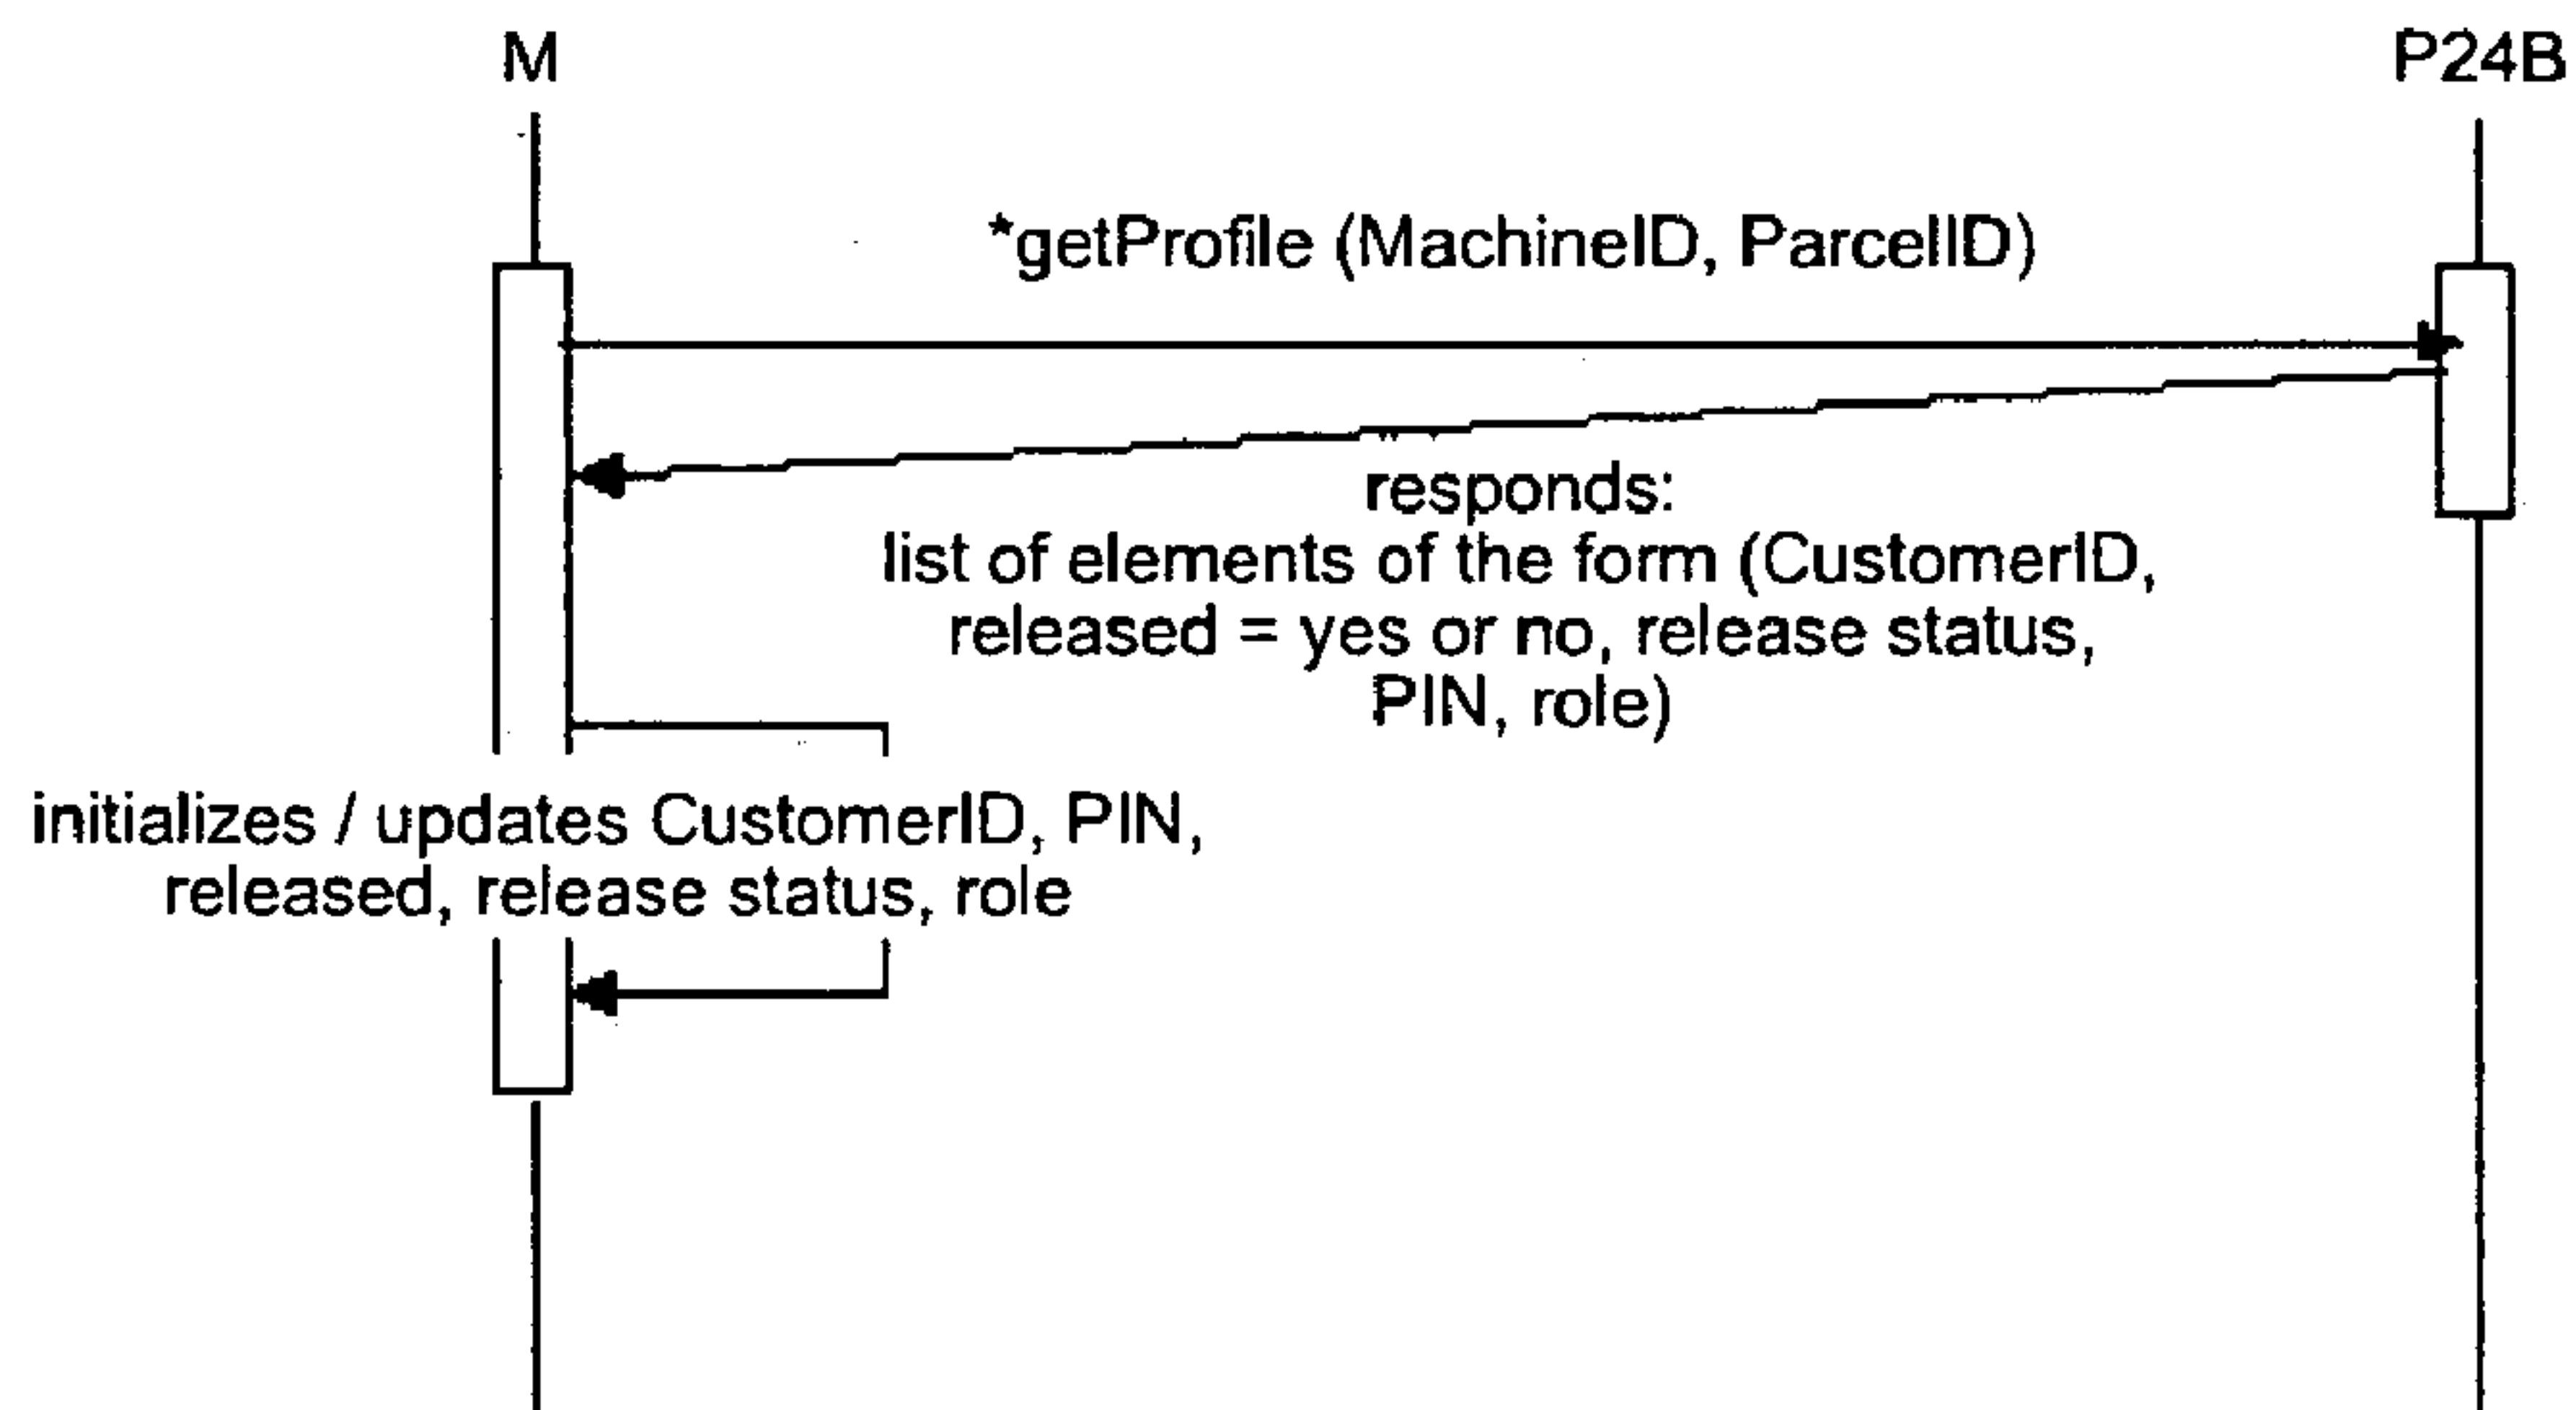 M
P24B
*getProfile (MachineID, ParcelID)
responds:
list of elements of the form (CustomerID,
released = yes or no, release status,
PIN, role)
initializes / updates CustomerID, PIN,
released, release status, role